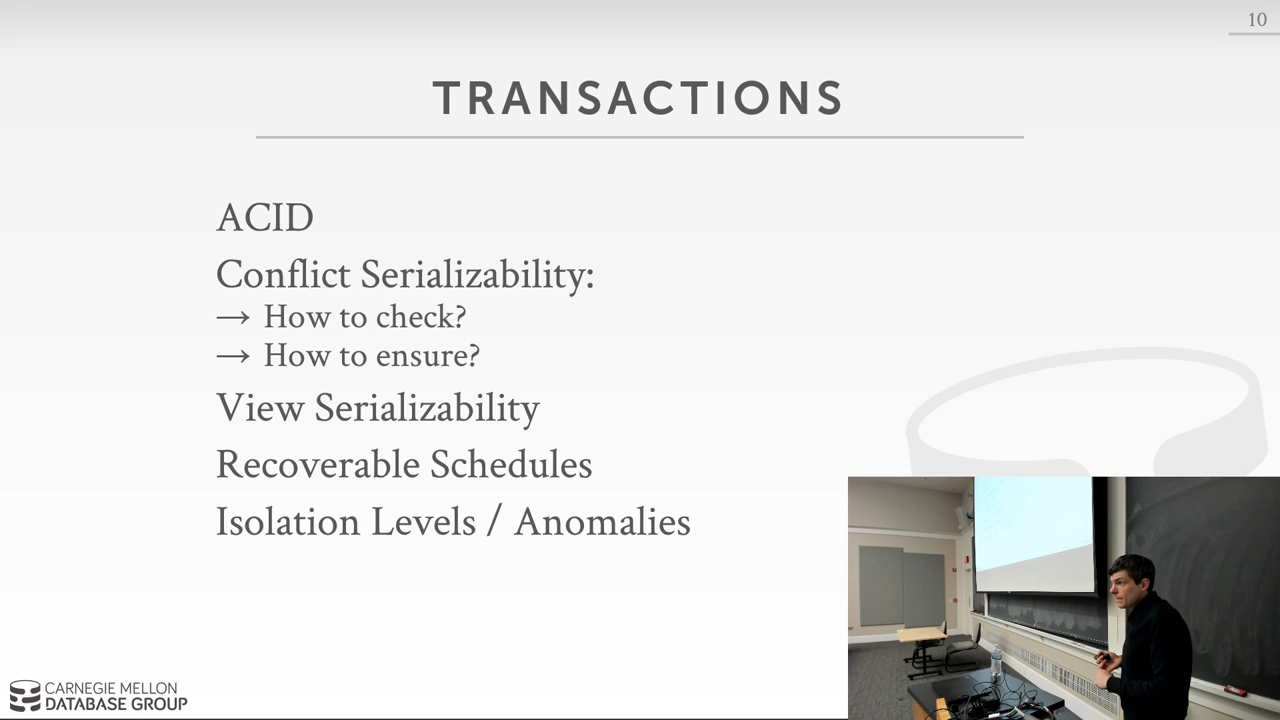 10
TRANSACTIONS
ACID
Conflict Serializability:
→ How to check?
→ How to ensure?
View Serializability
Recoverable Schedules
Isolation Levels / Anomalies
CARNEGIE MELLON
DATABASE GROUP